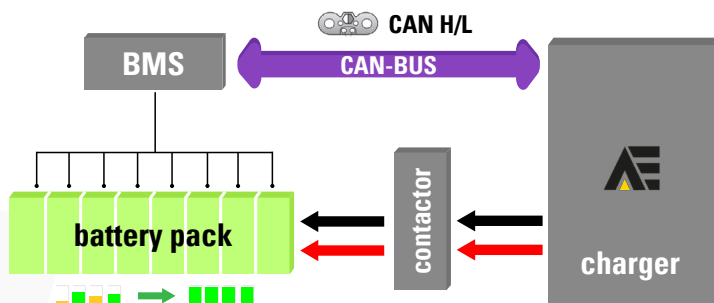 CAN H/L
BMS
CAN-BUS
battery pack
contactor
charger